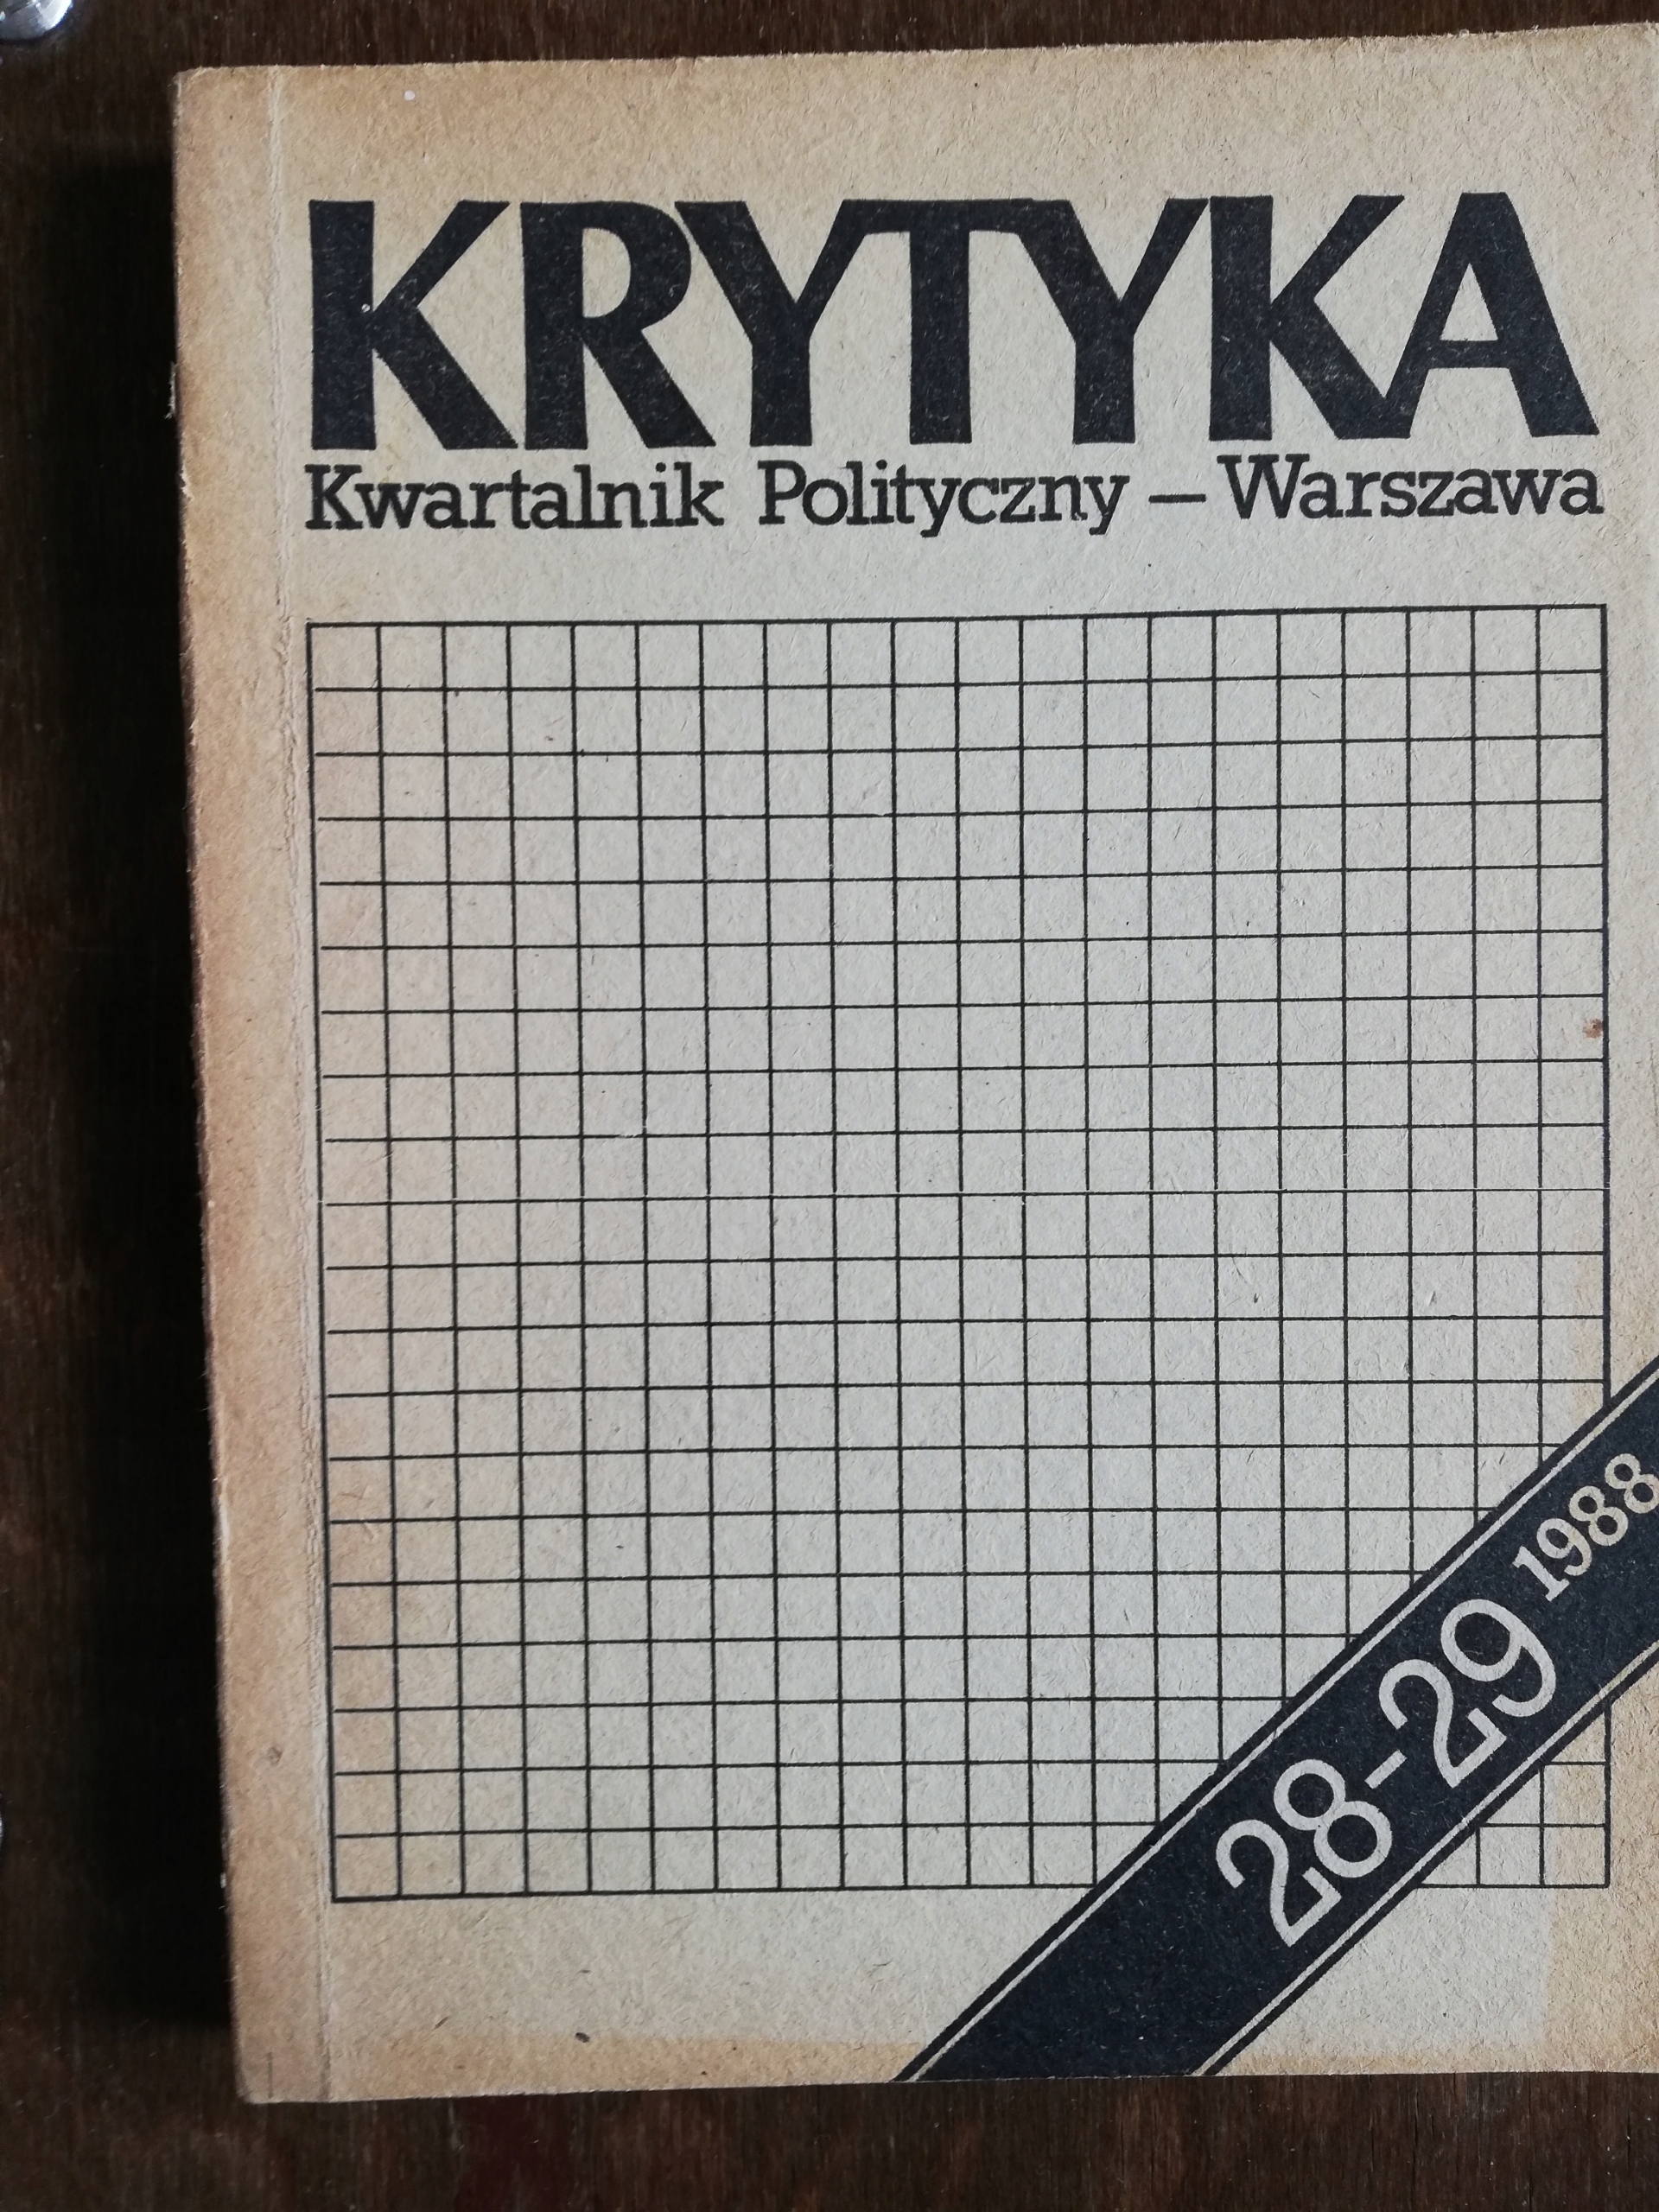 KRYTYKA
Kwartalnik Polityczny – Warszawa
28-29 1988